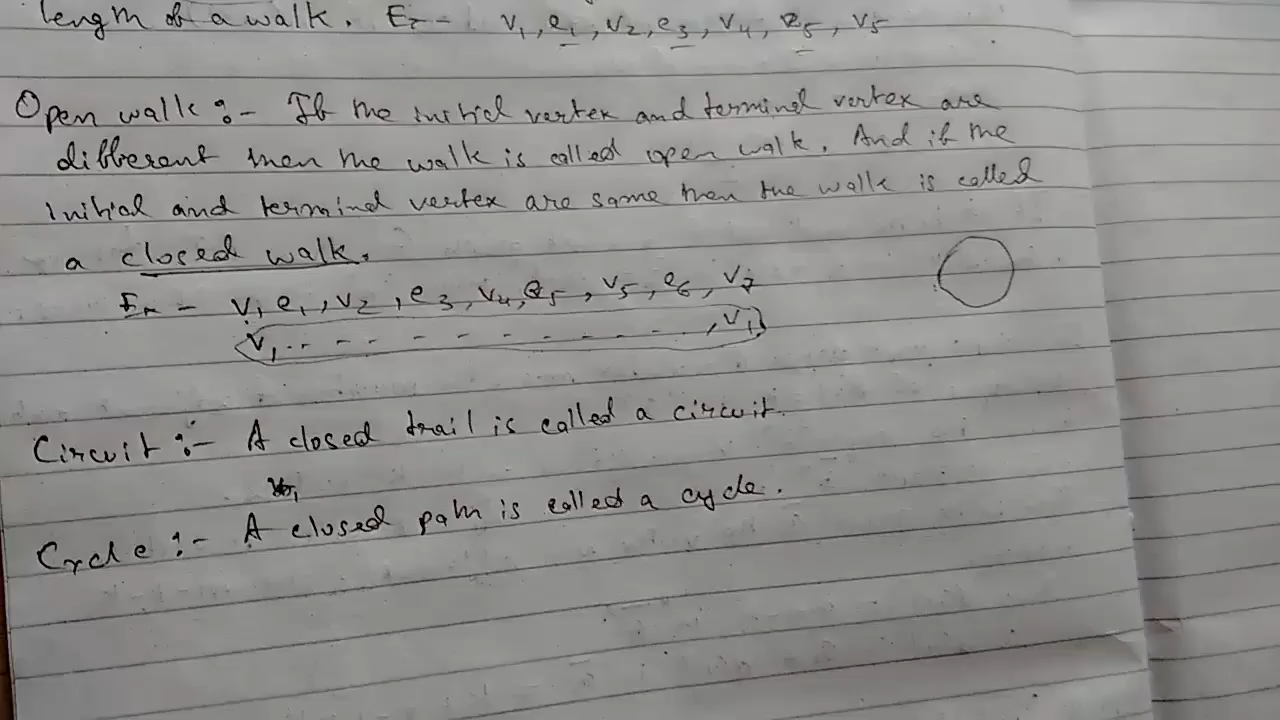 length of a walk. Ex- v1, e1, v2, e3, v4, e5, v5
Open walk :- If the initial vertex and terminal vertex are
different then the walk is called open walk. And if the
initial and terminal vertex are same then the walk is called
a closed walk.
Ex - v1 e1, v2, e3, v4, e5, v5, e6, v7
v1 .. - - - - - - - - - - , v1
Circuit :- A closed trail is called a circuit.
Cycle :- A closed path is called a cycle.